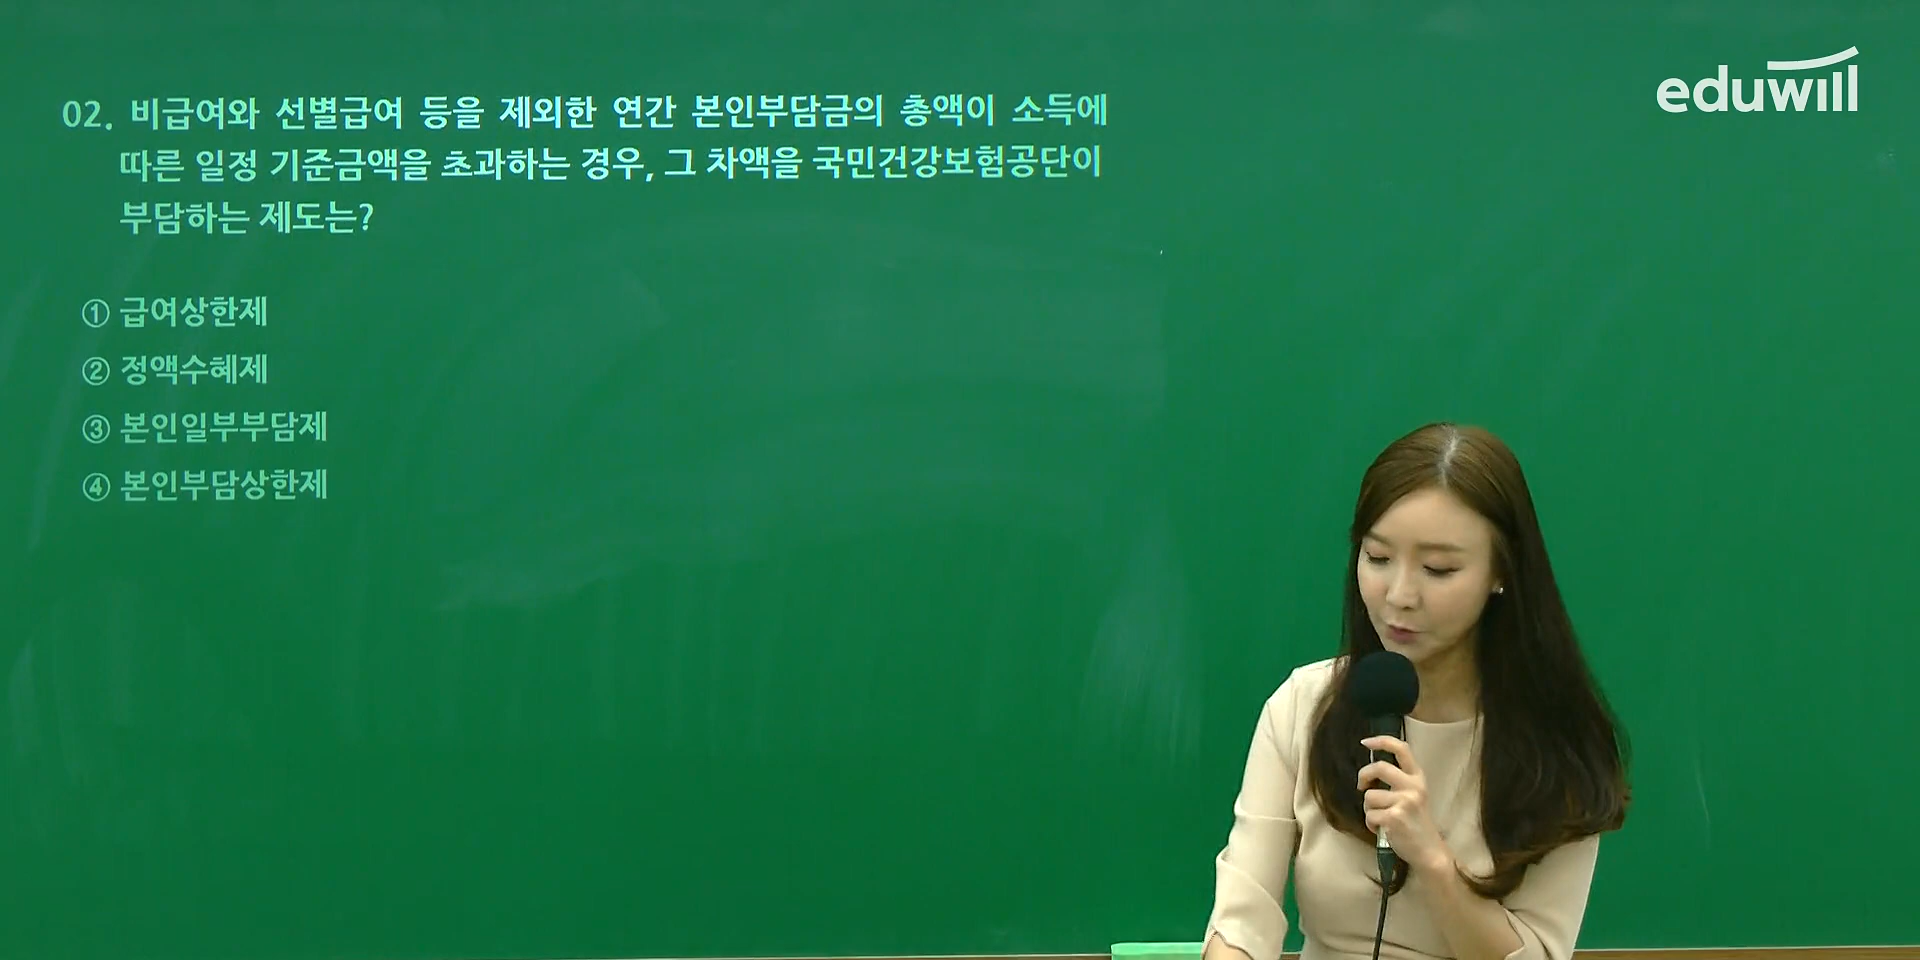 eduwill
02. 비급여와 선별급여 등을 제외한 연간 본인부담금의 총액이 소득에
따른 일정 기준금액을 초과하는 경우, 그 차액을 국민건강보험공단이
부담하는 제도는?
① 급여상한제
② 정액수혜제
③ 본인일부부담제
④ 본인부담상한제